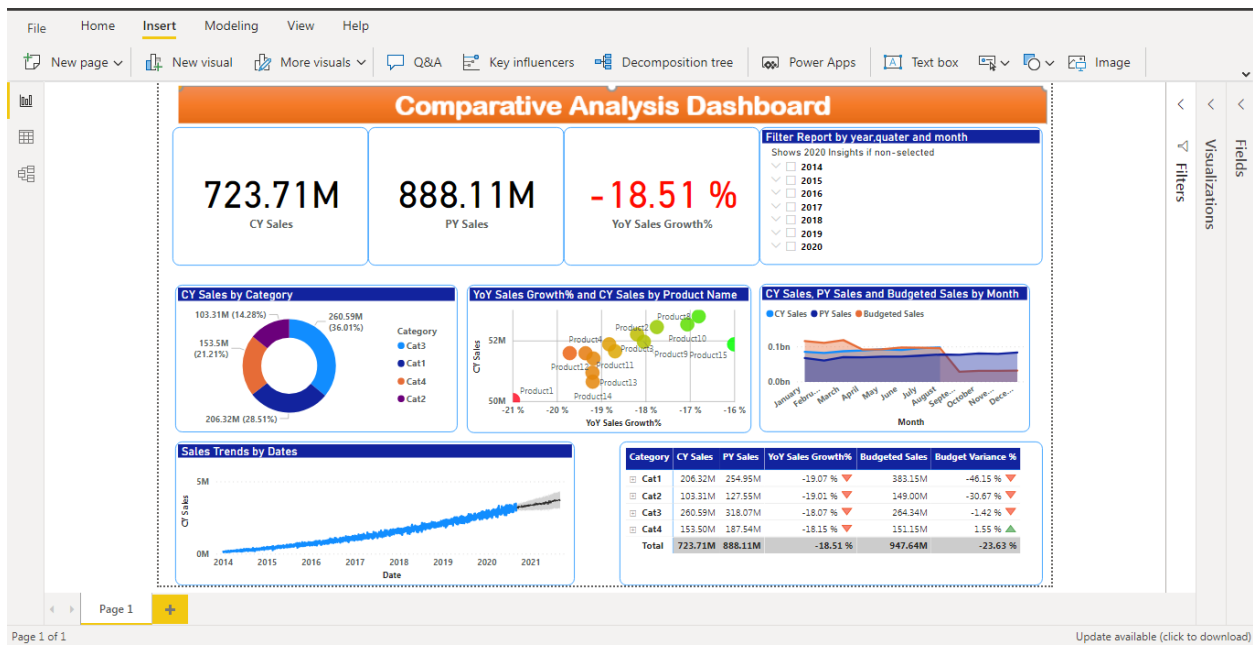 File Home Insert Modeling View Help
New page New visual More visuals Q&A Key influencers Decomposition tree Power Apps Text box Image
Comparative Analysis Dashboard
723.71M
CY Sales
888.11M
PY Sales
-18.51 %
YoY Sales Growth%
Filter Report by year,quater and month
Shows 2020 Insights if non-selected
2014
2015
2016
2017
2018
2019
2020
Filters
Visualizations
Fields
CY Sales by Category
103.31M (14.28%)
260.59M
(36.01%)
153.5M
(21.21%)
206.32M (28.51%)
Category
Cat3
Cat1
Cat4
Cat2
YoY Sales Growth% and CY Sales by Product Name
CY Sales
52M
50M
Product8
Product2
Product10
Product4
Product3
Product9
Product15
Product12
Product11
Product13
Product1
Product14
-21 % -20 % -19 % -18 % -17 % -16 %
YoY Sales Growth%
CY Sales, PY Sales and Budgeted Sales by Month
CY Sales PY Sales Budgeted Sales
0.1bn
0.0bn
January Febru... March April May June July August Septe... October Nove... Dece...
Month
Sales Trends by Dates
CY Sales
5M
0M
2014 2015 2016 2017 2018 2019 2020 2021
Date
Category CY Sales PY Sales YoY Sales Growth% Budgeted Sales Budget Variance %
Cat1 206.32M 254.95M -19.07 % 383.15M -46.15 %
Cat2 103.31M 127.55M -19.01 % 149.00M -30.67 %
Cat3 260.59M 318.07M -18.07 % 264.34M -1.42 %
Cat4 153.50M 187.54M -18.15 % 151.15M 1.55 %
Total 723.71M 888.11M -18.51 % 947.64M -23.63 %
Page 1
Page 1 of 1
Update available (click to download)